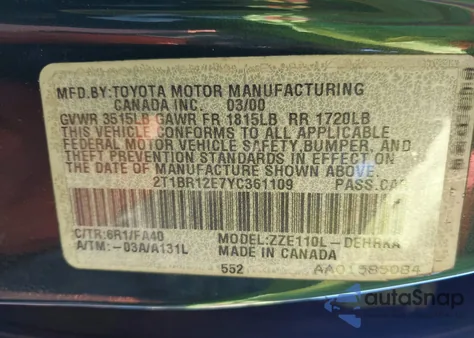 MFD.BY:TOYOTA MOTOR MANUFACTURING
CANADA INC. 03/00
GVWR 3515LB GAWR FR 1815LB RR 1720LB
THIS VEHICLE CONFORMS TO ALL APPLICABLE
FEDERAL MOTOR VEHICLE SAFETY,BUMPER, AND
THEFT PREVENTION STANDARDS IN EFFECT ON
THE DATE OF MANUFACTURE SHOWN ABOVE.
2T1BR12E7YC361109 PASS.CAR
C/TR:6R1/FA40 MODEL:ZZE110L-DEHRKA
A/TM:-03A/A131L MADE IN CANADA
552 AA01585084
autoSnap